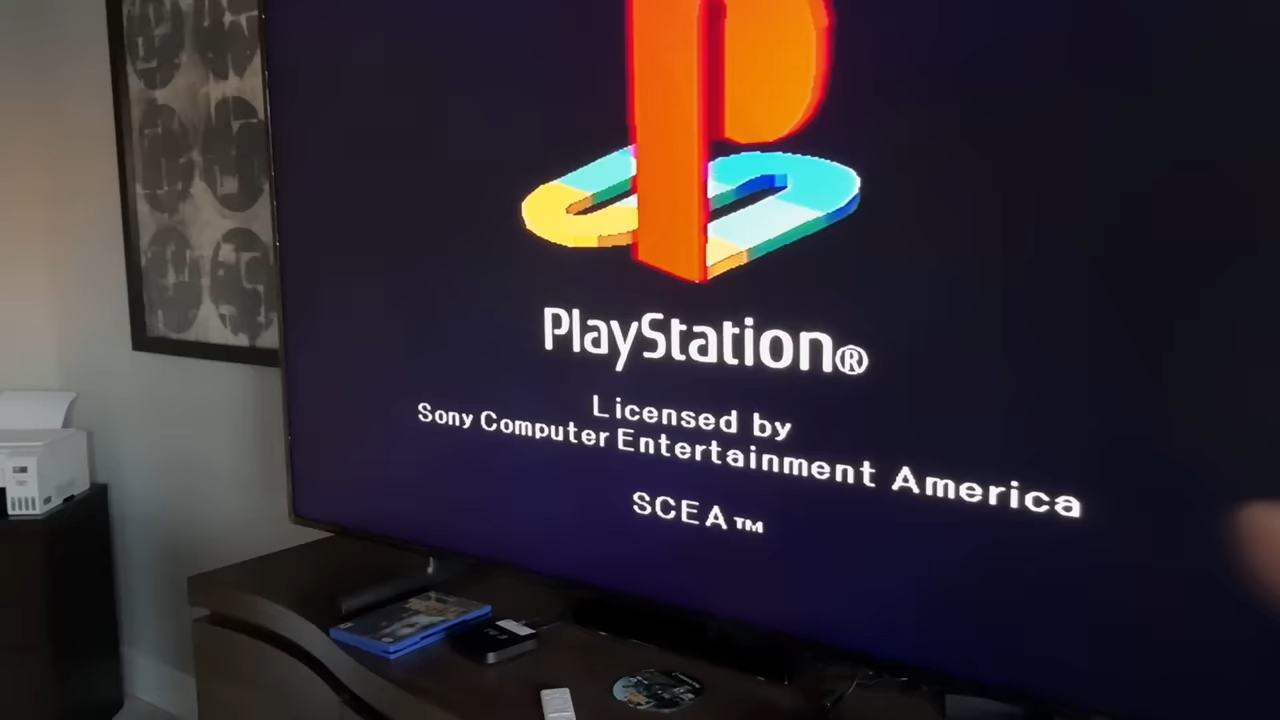 PlayStation®
Licensed by
Sony Computer Entertainment America
SCEA™